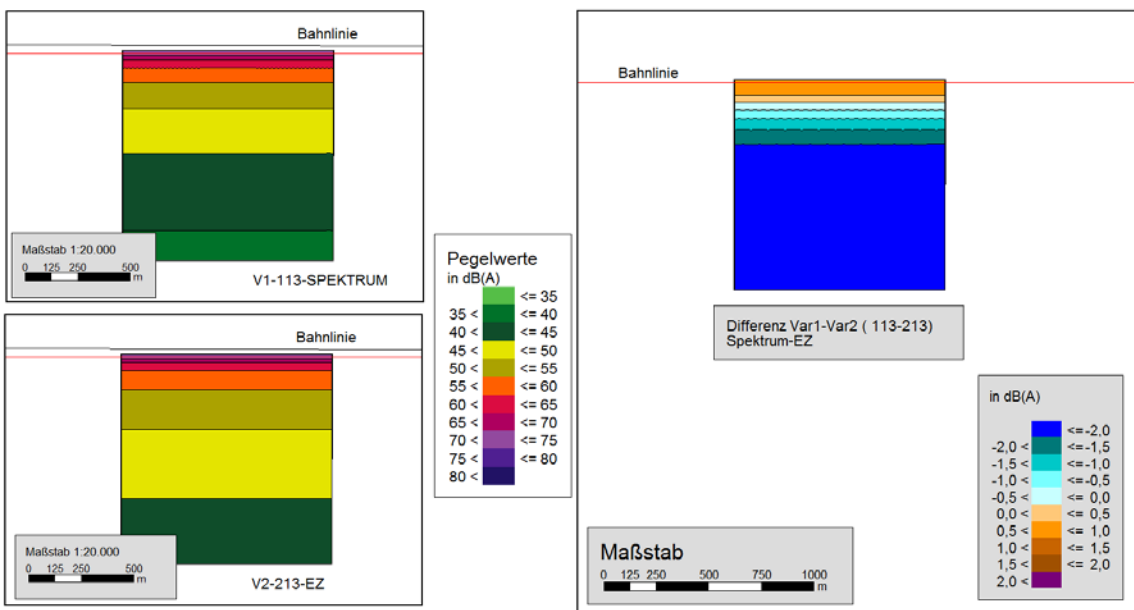 Bahnlinie
Maßstab 1:20.000
0 125 250 500
m
V1-113-SPEKTRUM
Bahnlinie
Maßstab 1:20.000
0 125 250 500
m
V2-213-EZ
Pegelwerte
in dB(A)
<= 35
35 < <= 40
40 < <= 45
45 < <= 50
50 < <= 55
55 < <= 60
60 < <= 65
65 < <= 70
70 < <= 75
75 < <= 80
80 <
Bahnlinie
Differenz Var1-Var2 ( 113-213)
Spektrum-EZ
in dB(A)
<=-2,0
-2,0 < <=-1,5
-1,5 < <=-1,0
-1,0 < <=-0,5
-0,5 < <= 0,0
0,0 < <= 0,5
0,5 < <= 1,0
1,0 < <= 1,5
1,5 < <= 2,0
2,0 <
Maßstab
0 125 250 500 750 1000
m